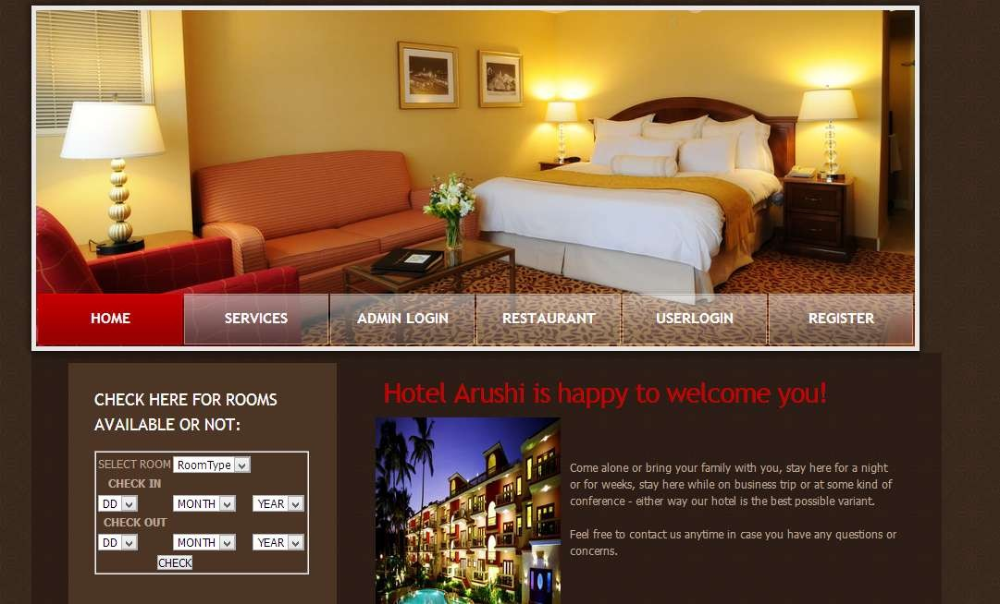 HOME SERVICES ADMIN LOGIN RESTAURANT USERLOGIN REGISTER
CHECK HERE FOR ROOMS
AVAILABLE OR NOT:
SELECT ROOM RoomType
CHECK IN
DD MONTH YEAR
CHECK OUT
DD MONTH YEAR
CHECK
Hotel Arushi is happy to welcome you!
Come alone or bring your family with you, stay here for a night
or for weeks, stay here while on business trip or at some kind of
conference - either way our hotel is the best possible variant.
Feel free to contact us anytime in case you have any questions or
concerns.